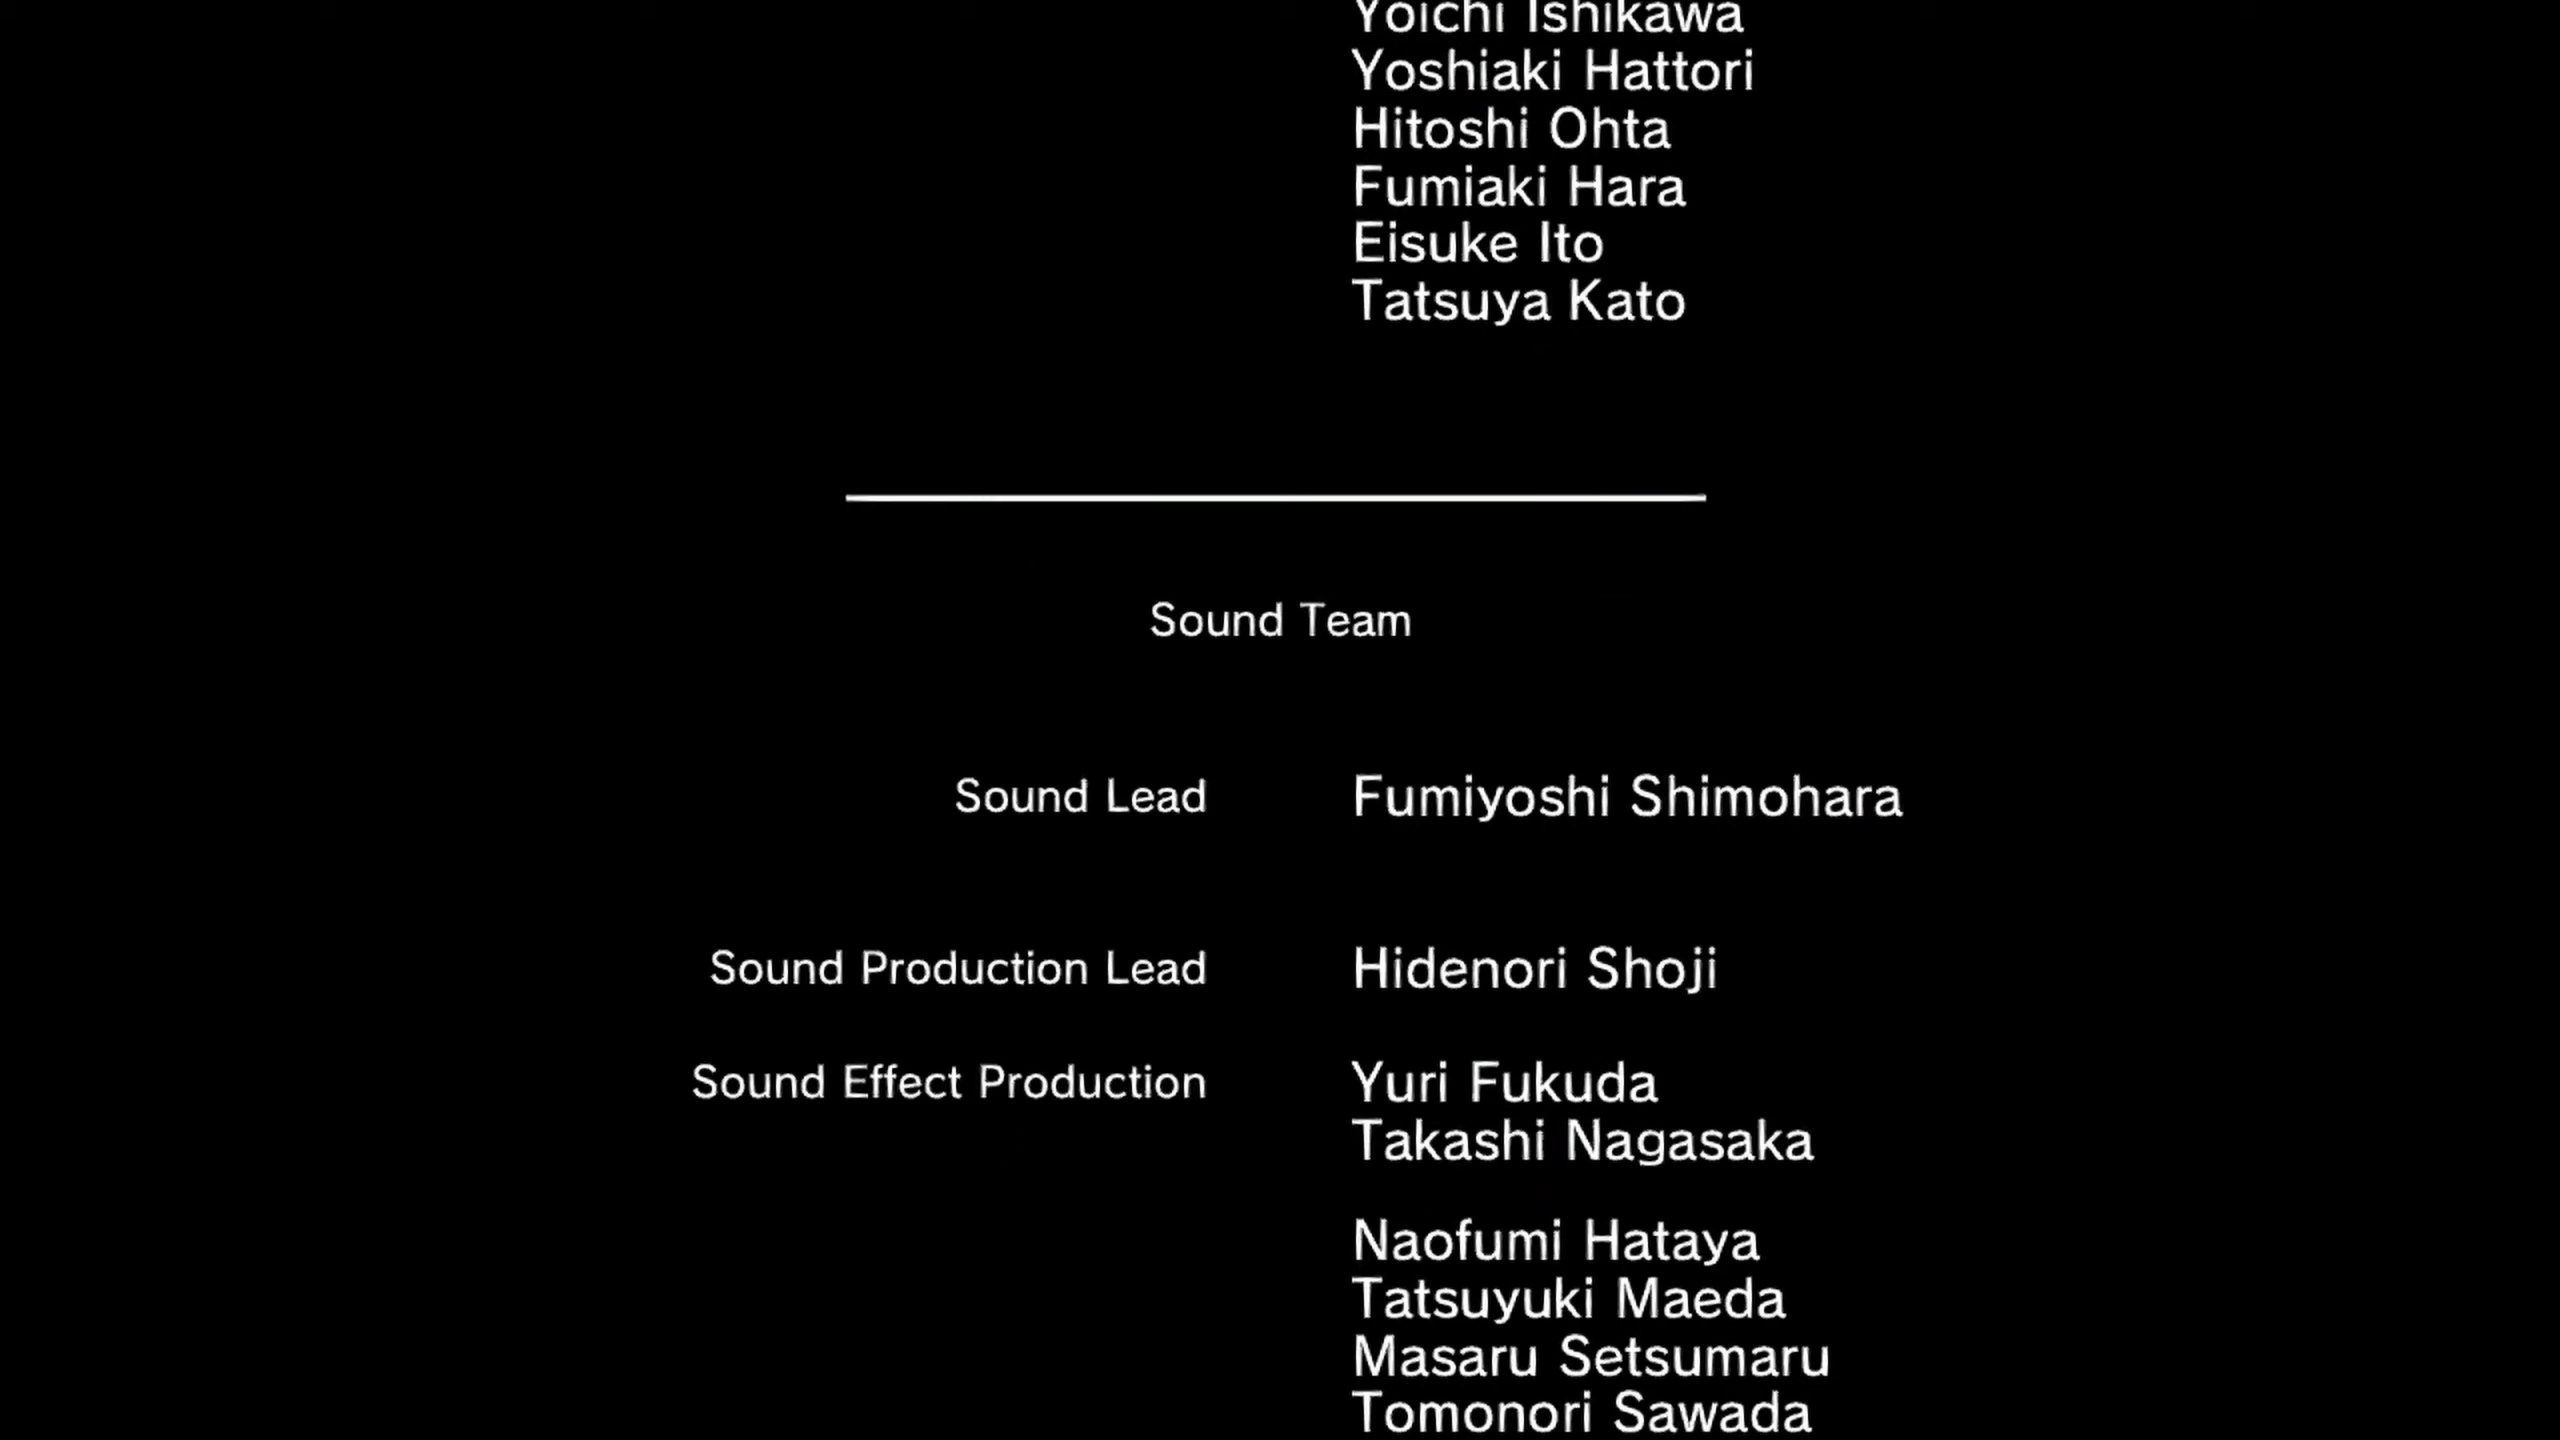 Yoichi Ishikawa
Yoshiaki Hattori
Hitoshi Ohta
Fumiaki Hara
Eisuke Ito
Tatsuya Kato
Sound Team
Sound Lead Fumiyoshi Shimohara
Sound Production Lead Hidenori Shoji
Sound Effect Production Yuri Fukuda
Takashi Nagasaka
Naofumi Hataya
Tatsuyuki Maeda
Masaru Setsumaru
Tomonori Sawada